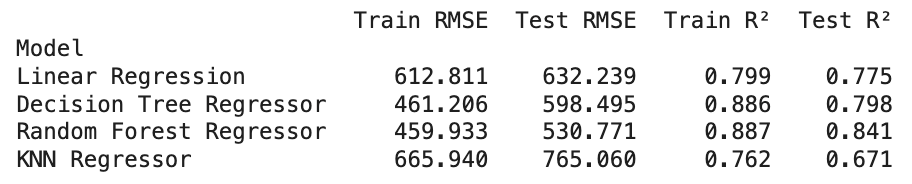 Train RMSE Test RMSE Train R² Test R²
Model
Linear Regression 612.811 632.239 0.799 0.775
Decision Tree Regressor 461.206 598.495 0.886 0.798
Random Forest Regressor 459.933 530.771 0.887 0.841
KNN Regressor 665.940 765.060 0.762 0.671